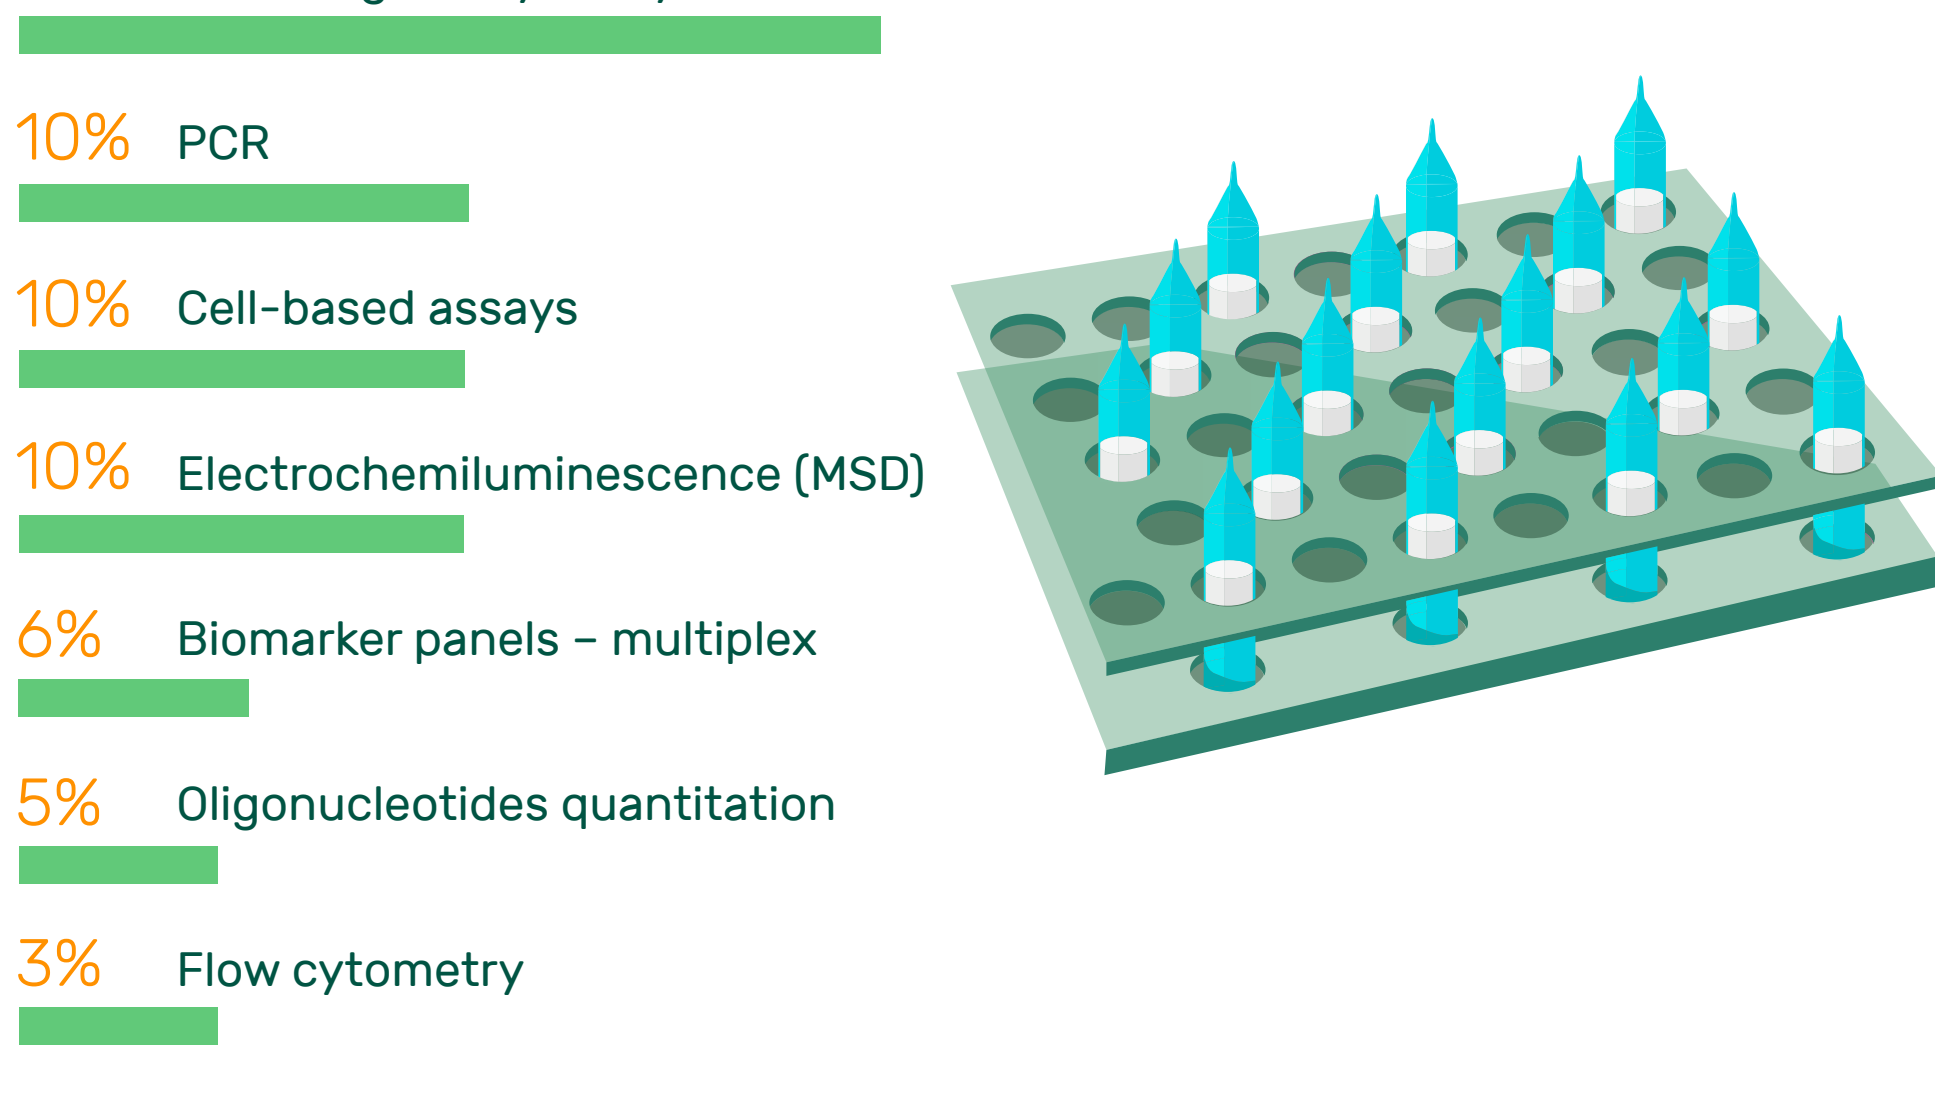 10% PCR
10% Cell-based assays
10% Electrochemiluminescence (MSD)
6% Biomarker panels – multiplex
5% Oligonucleotides quantitation
3% Flow cytometry